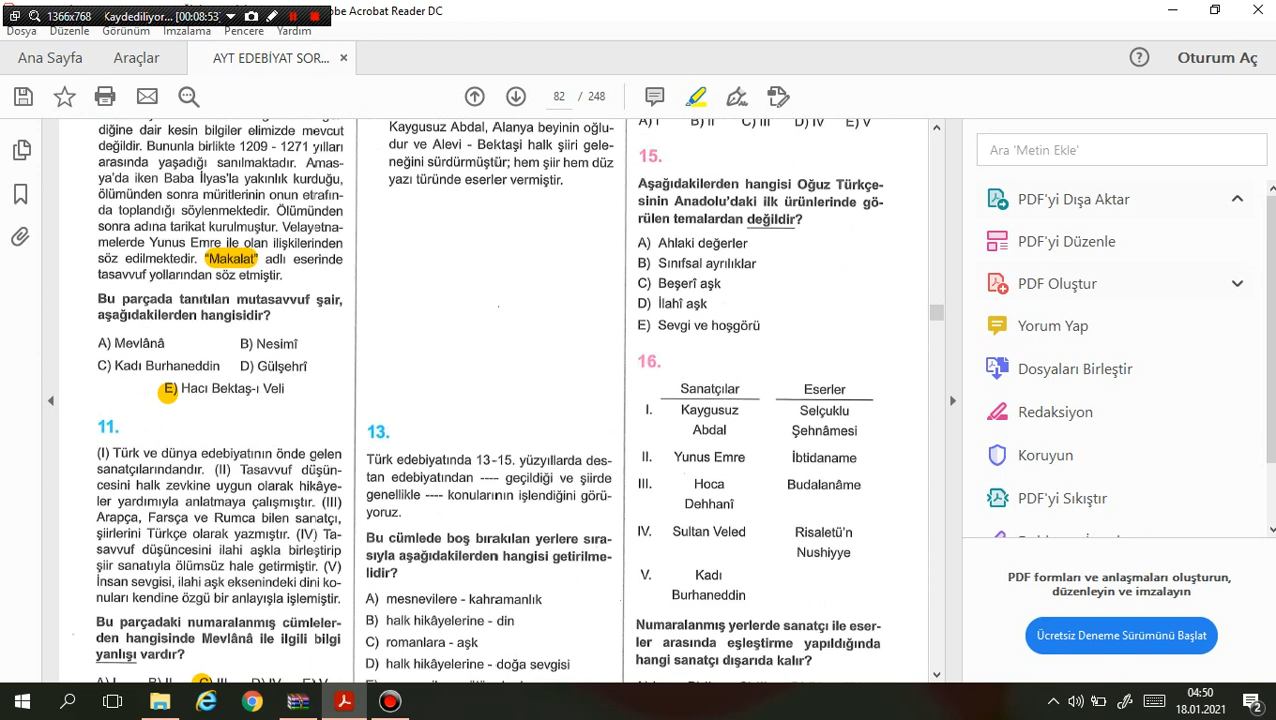 1366x768 Kaydediliyor... [00:08:53]
obe Acrobat Reader DC
Dosya Düzenle Görünüm İmzalama Pencere Yardım
Ana Sayfa Araçlar AYT EDEBİYAT SOR... × Oturum Aç
82 / 248
diğine dair kesin bilgiler elimizde mevcut
değildir. Bununla birlikte 1209 - 1271 yılları
arasında yaşadığı sanılmaktadır. Amas-
ya'da iken Baba İlyas'la yakınlık kurduğu,
ölümünden sonra müritlerinin onun etrafın-
da toplandığı söylenmektedir. Ölümünden
sonra adına tarikat kurulmuştur. Velayetna-
melerde Yunus Emre ile olan ilişkilerinden
söz edilmektedir. "Makalat" adlı eserinde
tasavvuf yollarından söz etmiştir.
Bu parçada tanıtılan mutasavvuf şair,
aşağıdakilerden hangisidir?
A) Mevlânâ B) Nesimî
C) Kadı Burhaneddin D) Gülşehrî
E) Hacı Bektaş-ı Veli
11.
(I) Türk ve dünya edebiyatının önde gelen
sanatçılarındandır. (II) Tasavvuf düşün-
cesini halk zevkine uygun olarak hikâye-
ler yardımıyla anlatmaya çalışmıştır. (III)
Arapça, Farsça ve Rumca bilen sanatçı,
şiirlerini Türkçe olarak yazmıştır. (IV) Ta-
savvuf düşüncesini ilahi aşkla birleştirip
şiir sanatıyla ölümsüz hale getirmiştir. (V)
İnsan sevgisi, ilahi aşk eksenindeki dini ko-
nuları kendine özgü bir anlayışla işlemiştir.
Bu parçadaki numaralanmış cümleler-
den hangisinde Mevlânâ ile ilgili bilgi
yanlışı vardır?
A) I B) II C) III D) IV E) V
Kaygusuz Abdal, Alanya beyinin oğlu-
dur ve Alevi - Bektaşi halk şiiri gele-
neğini sürdürmüştür; hem şiir hem düz
yazı türünde eserler vermiştir.
13.
Türk edebiyatında 13-15. yüzyıllarda des-
tan edebiyatından ---- geçildiği ve şiirde
genellikle ---- konularının işlendiğini görü-
yoruz.
Bu cümlede boş bırakılan yerlere sıra-
sıyla aşağıdakilerden hangisi getirilme-
lidir?
A) mesnevilere - kahramanlık
B) halk hikâyelerine - din
C) romanlara - aşk
D) halk hikâyelerine - doğa sevgisi
A) I B) II C) III D) IV E) V
15.
Aşağıdakilerden hangisi Oğuz Türkçe-
sinin Anadolu'daki ilk ürünlerinde gö-
rülen temalardan değildir?
A) Ahlaki değerler
B) Sınıfsal ayrılıklar
C) Beşerî aşk
D) İlahî aşk
E) Sevgi ve hoşgörü
16.
Sanatçılar Eserler
I. Kaygusuz Selçuklu
Abdal Şehnâmesi
II. Yunus Emre İbtidaname
III. Hoca Budalanâme
Dehhanî
IV. Sultan Veled Risaletü'n
Nushiyye
V. Kadı
Burhaneddin
Numaralanmış yerlerde sanatçı ile eser-
ler arasında eşleştirme yapıldığında
hangi sanatçı dışarıda kalır?
Ara 'Metin Ekle'
PDF'yi Dışa Aktar
PDF'yi Düzenle
PDF Oluştur
Yorum Yap
Dosyaları Birleştir
Redaksiyon
Koruyun
PDF'yi Sıkıştır
PDF formları ve anlaşmaları oluşturun,
düzenleyin ve imzalayın
Ücretsiz Deneme Sürümünü Başlat
04:50
18.01.2021
2